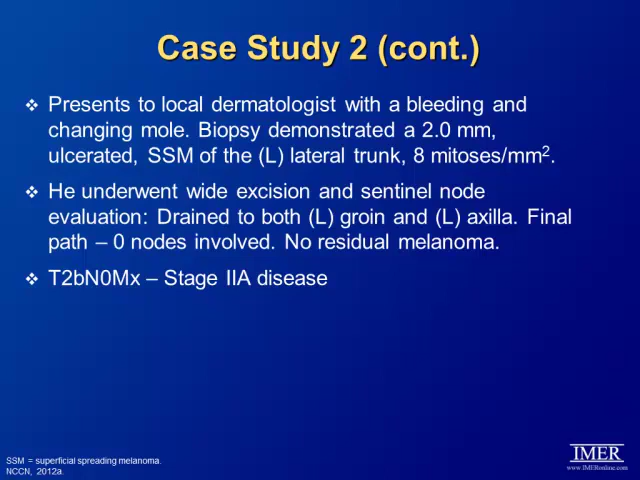 Case Study 2 (cont.)
❖ Presents to local dermatologist with a bleeding and
changing mole. Biopsy demonstrated a 2.0 mm,
ulcerated, SSM of the (L) lateral trunk, 8 mitoses/mm².
❖ He underwent wide excision and sentinel node
evaluation: Drained to both (L) groin and (L) axilla. Final
path – 0 nodes involved. No residual melanoma.
❖ T2bN0Mx – Stage IIA disease
SSM = superficial spreading melanoma.
NCCN, 2012a.
IMER
www.IMERonline.com